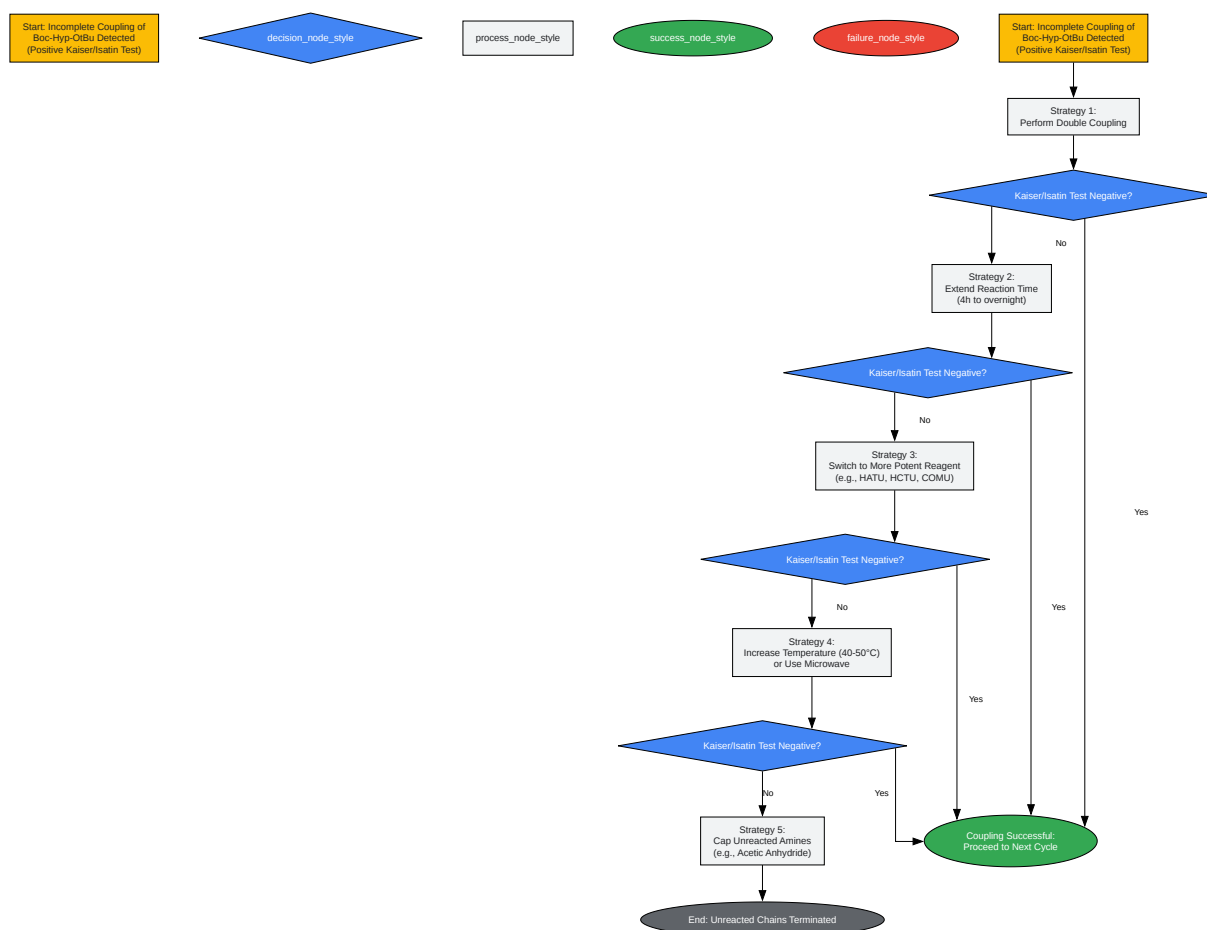 Start: Incomplete Coupling of
Boc-Hyp-OtBu Detected
(Positive Kaiser/Isatin Test)
decision_node_style
process_node_style
success_node_style
failure_node_style
Start: Incomplete Coupling of
Boc-Hyp-OtBu Detected
(Positive Kaiser/Isatin Test)
Strategy 1:
Perform Double Coupling
Kaiser/Isatin Test Negative?
No
Strategy 2:
Extend Reaction Time
(4h to overnight)
Kaiser/Isatin Test Negative?
No
Strategy 3:
Switch to More Potent Reagent
(e.g., HATU, HCTU, COMU)
Yes
Kaiser/Isatin Test Negative?
No
Yes
Strategy 4:
Increase Temperature (40-50°C)
or Use Microwave
Yes
Kaiser/Isatin Test Negative?
No
Yes
Strategy 5:
Cap Unreacted Amines
(e.g., Acetic Anhydride)
Coupling Successful:
Proceed to Next Cycle
End: Unreacted Chains Terminated